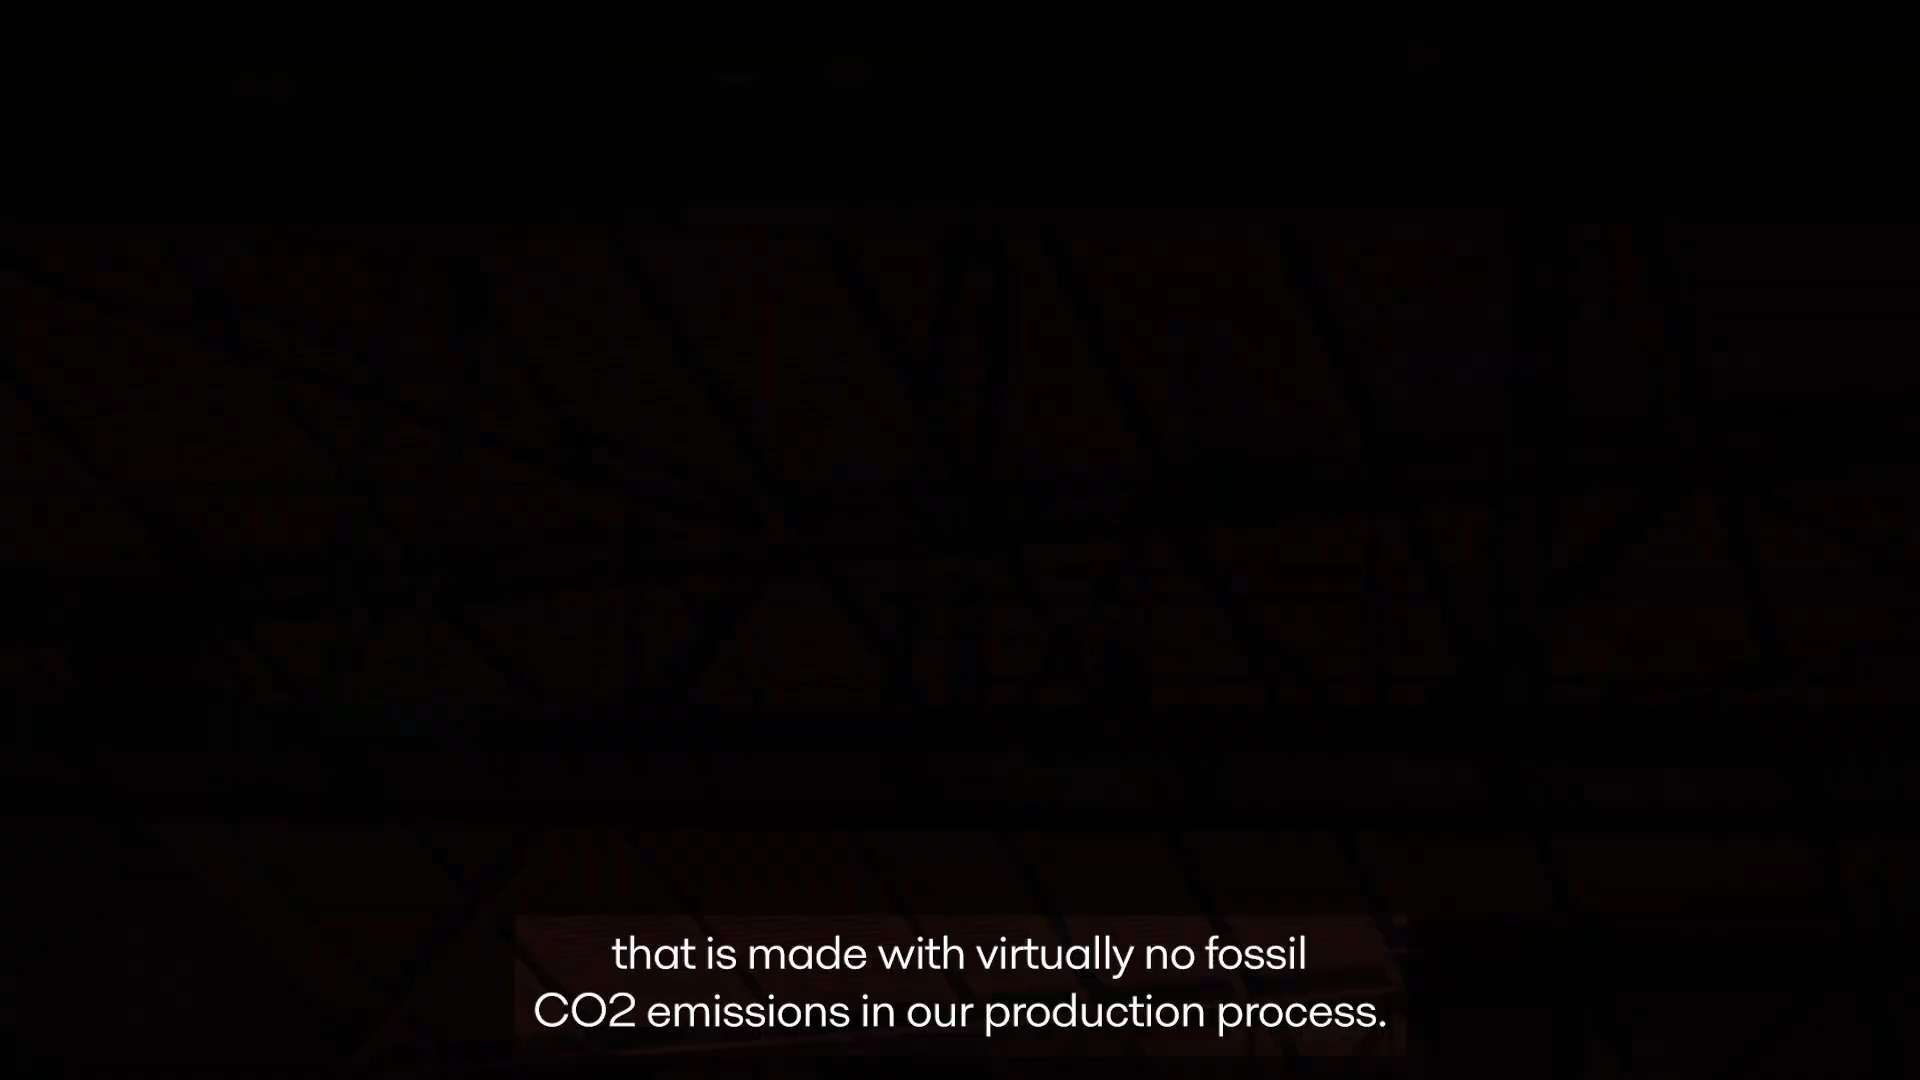 that is made with virtually no fossil
CO2 emissions in our production process.